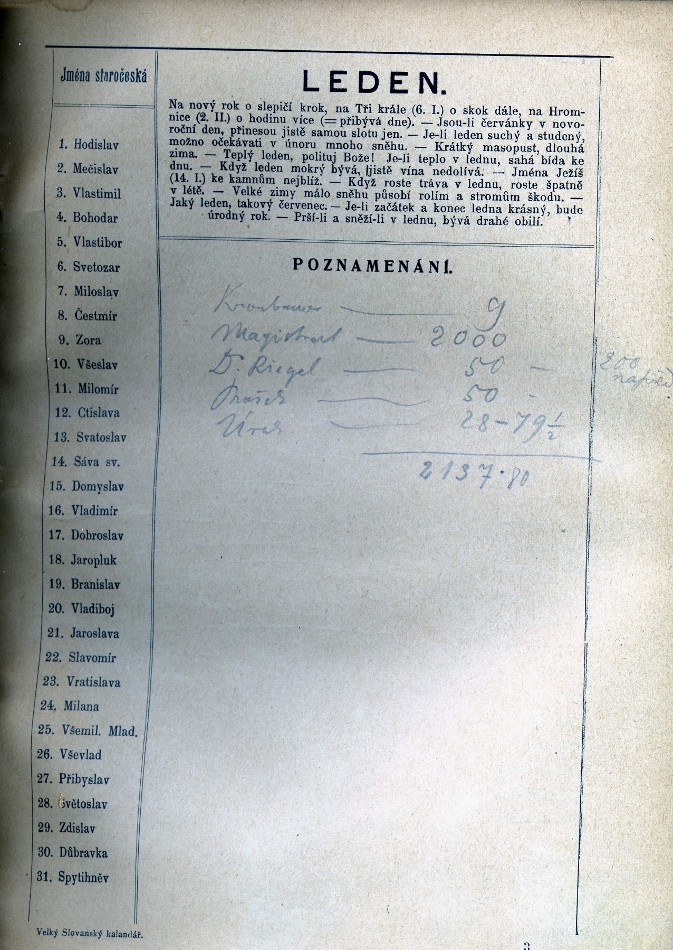 Jména staročeská
1. Hodislav
2. Mečislav
3. Vlastimil
4. Bohodar
5. Vlastibor
6. Svetozar
7. Miloslav
8. Čestmír
9. Zora
10. Všeslav
11. Milomír
12. Ctislava
13. Svatoslav
14. Sáva sv.
15. Domyslav
16. Vladimír
17. Dobroslav
18. Jaropluk
19. Branislav
20. Vladiboj
21. Jaroslava
22. Slavomír
23. Vratislava
24. Milana
25. Všemil. Mlad.
26. Vševlad
27. Přibyslav
28. Světoslav
29. Zdislav
30. Důbravka
31. Spytihněv
LEDEN.
Na nový rok o slepičí krok, na Tři krále (6. I.) o skok dále, na Hrom-
nice (2. II.) o hodinu více (= přibývá dne). — Jsou-li červánky v novo-
roční den, přinesou jistě samou slotu jen. — Je-li leden suchý a studený,
možno očekávati v únoru mnoho sněhu. — Krátký masopust, dlouhá
zima. — Teplý leden, polituj Bože! Je-li teplo v lednu, sahá bída ke
dnu. — Když leden mokrý bývá, ljistě vína nedolívá. — Jména Ježíš
(14. I.) ke kamnům nejblíž. — Když roste tráva v lednu, roste špatně
v létě. — Velké zimy málo sněhu působí rolím a stromům škodu. —
Jaký leden, takový červenec. — Je-li začátek a konec ledna krásný, bude
úrodný rok. — Prší-li a sněží-li v lednu, bývá drahé obilí.
POZNAMENÁNÍ.
— 9
Magistrat — 2000
Dr. Riegel — 50 —
— 50 -
— 28-79½
2137·80
200
Velký Slovanský kalendář.
3